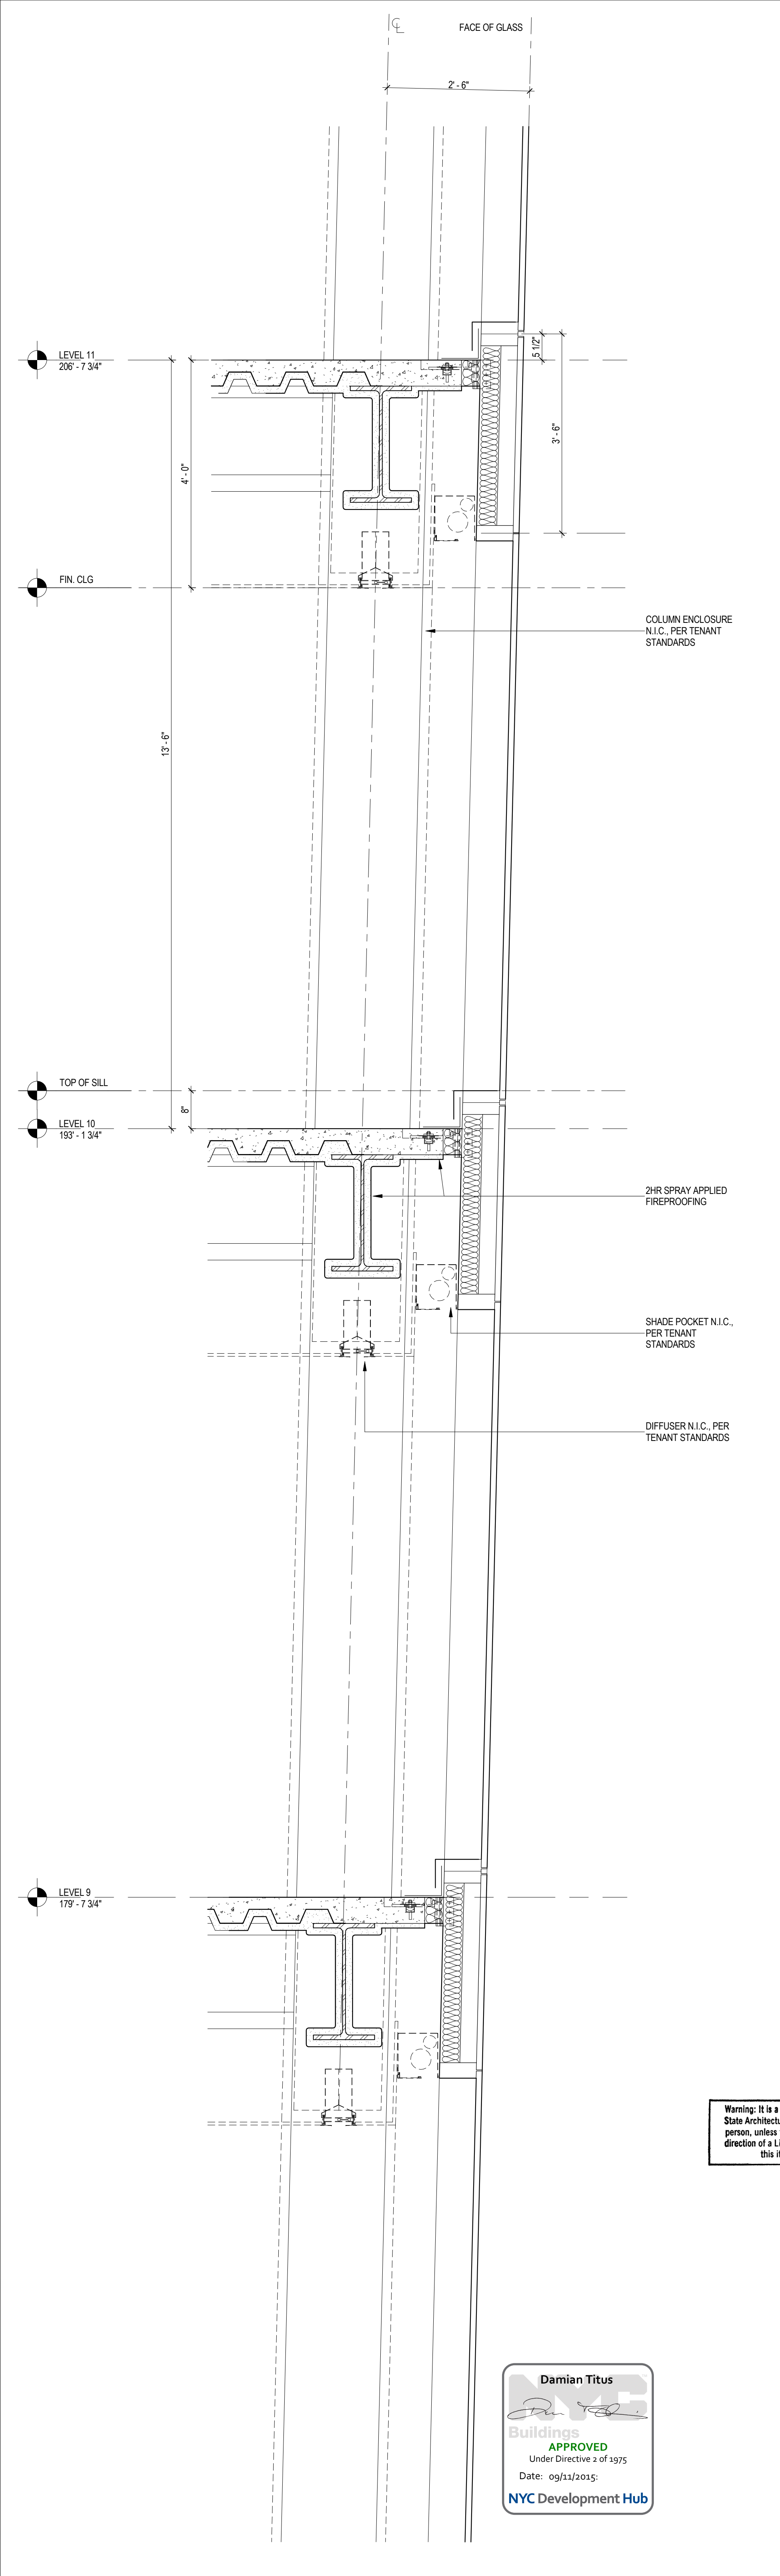 CL
FACE OF GLASS
2' - 6"
LEVEL 11
206' - 7 3/4"
5 1/2"
3' - 6"
4' - 0"
FIN. CLG
COLUMN ENCLOSURE
N.I.C., PER TENANT
STANDARDS
13' - 6"
TOP OF SILL
8"
LEVEL 10
193' - 1 3/4"
2HR SPRAY APPLIED
FIREPROOFING
SHADE POCKET N.I.C.,
PER TENANT
STANDARDS
DIFFUSER N.I.C., PER
TENANT STANDARDS
LEVEL 9
179' - 7 3/4"
Warning: It is a
State Architectu
person, unless
direction of a Li
this i
Damian Titus
NYC
Buildings
APPROVED
Under Directive 2 of 1975
Date: 09/11/2015:
NYC Development Hub